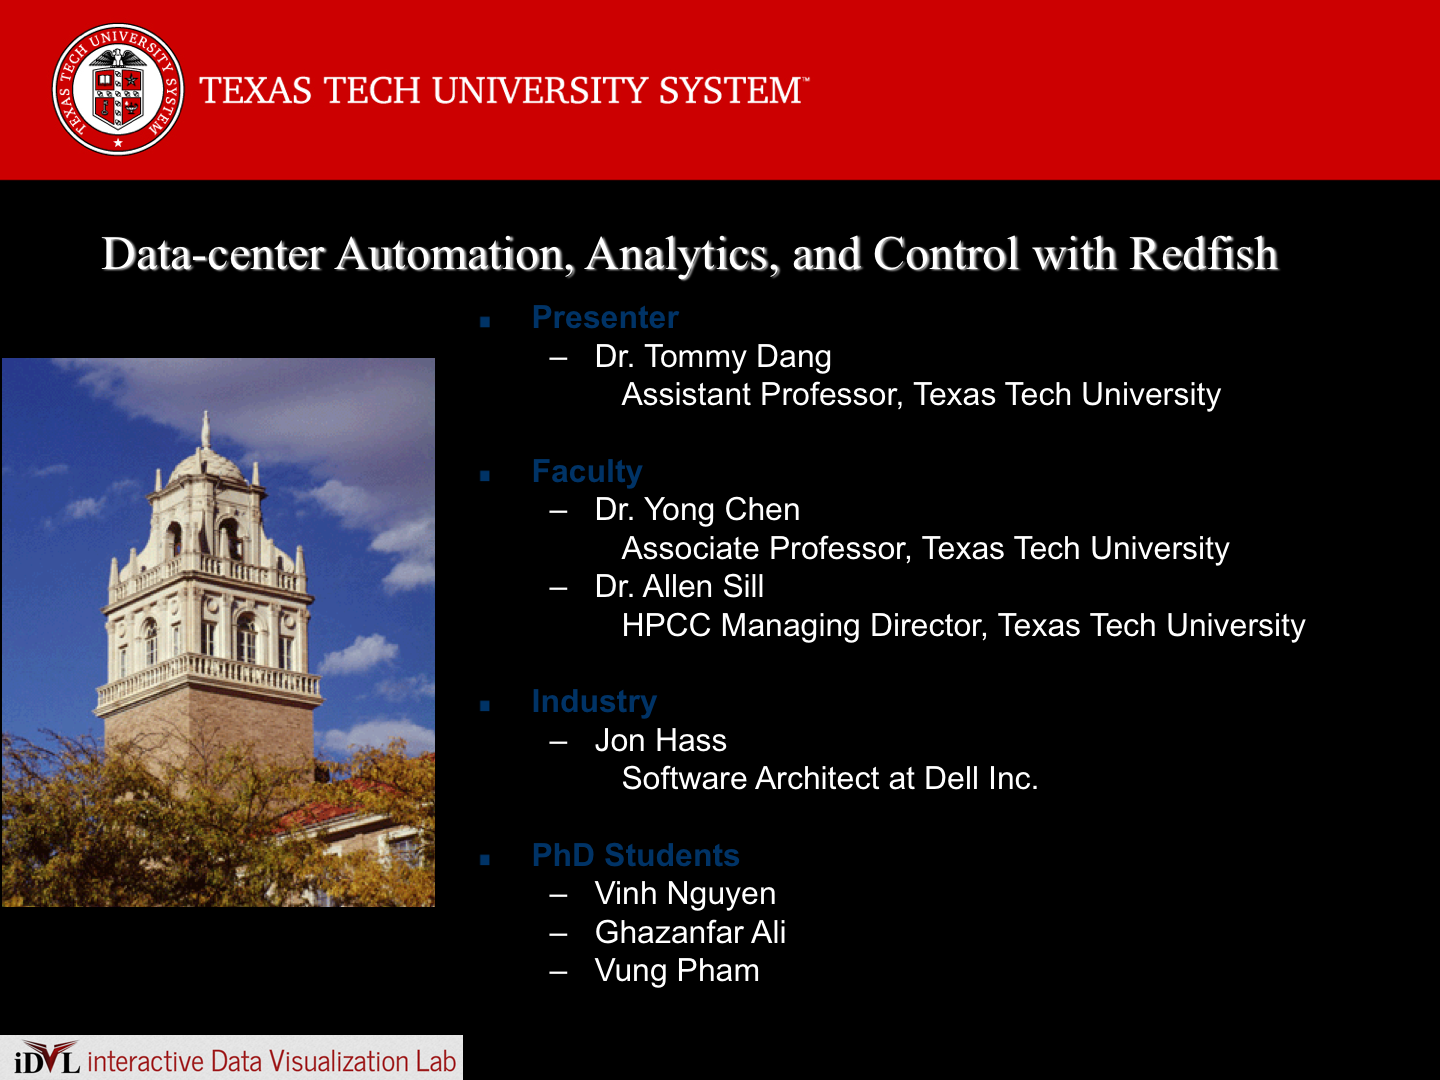 TEXAS TECH UNIVERSITY SYSTEM
TEXAS TECH UNIVERSITY SYSTEM™
Data-center Automation, Analytics, and Control with Redfish
Presenter
– Dr. Tommy Dang
Assistant Professor, Texas Tech University
Faculty
– Dr. Yong Chen
Associate Professor, Texas Tech University
– Dr. Allen Sill
HPCC Managing Director, Texas Tech University
Industry
– Jon Hass
Software Architect at Dell Inc.
PhD Students
– Vinh Nguyen
– Ghazanfar Ali
– Vung Pham
iDVL interactive Data Visualization Lab